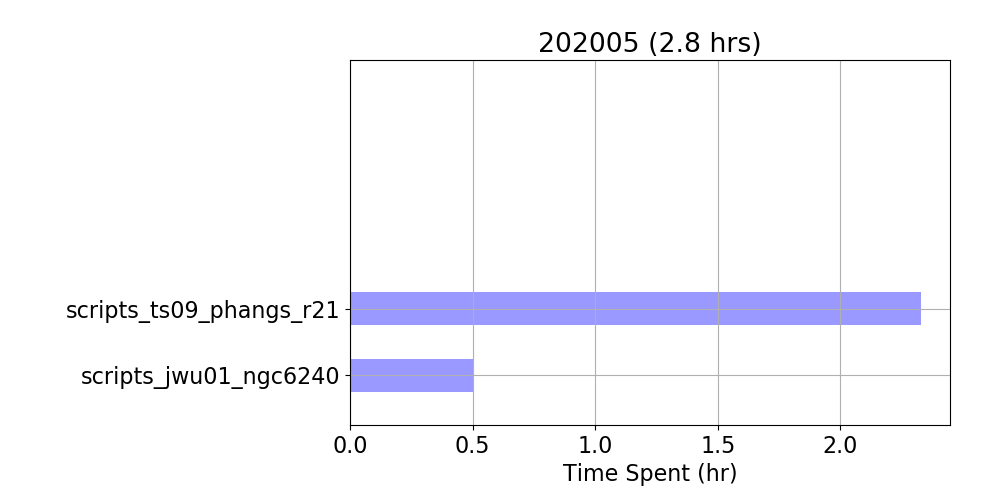 202005 (2.8 hrs)
scripts_ts09_phangs_r21
scripts_jwu01_ngc6240
0.0 0.5 1.0 1.5 2.0
Time Spent (hr)